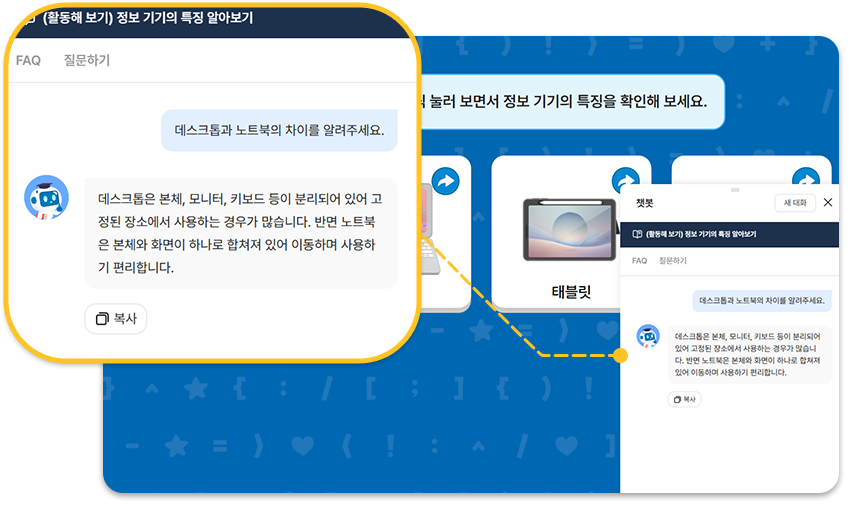 (활동해 보기) 정보 기기의 특징 알아보기
FAQ 질문하기
데스크톱과 노트북의 차이를 알려주세요.
데스크톱은 본체, 모니터, 키보드 등이 분리되어 있어 고
정된 장소에서 사용하는 경우가 많습니다. 반면 노트북
은 본체와 화면이 하나로 합쳐져 있어 이동하며 사용하
기 편리합니다.
복사
눌러 보면서 정보 기기의 특징을 확인해 보세요.
태블릿
챗봇
새 대화
(활동해 보기) 정보 기기의 특징 알아보기
FAQ 질문하기
데스크톱과 노트북의 차이를 알려주세요.
데스크톱은 본체, 모니터, 키보드 등이 분리되어
있어 고정된 장소에서 사용하는 경우가 많습니
다. 반면 노트북은 본체와 화면이 하나로 합쳐져
있어 이동하며 사용하기 편리합니다.
복사